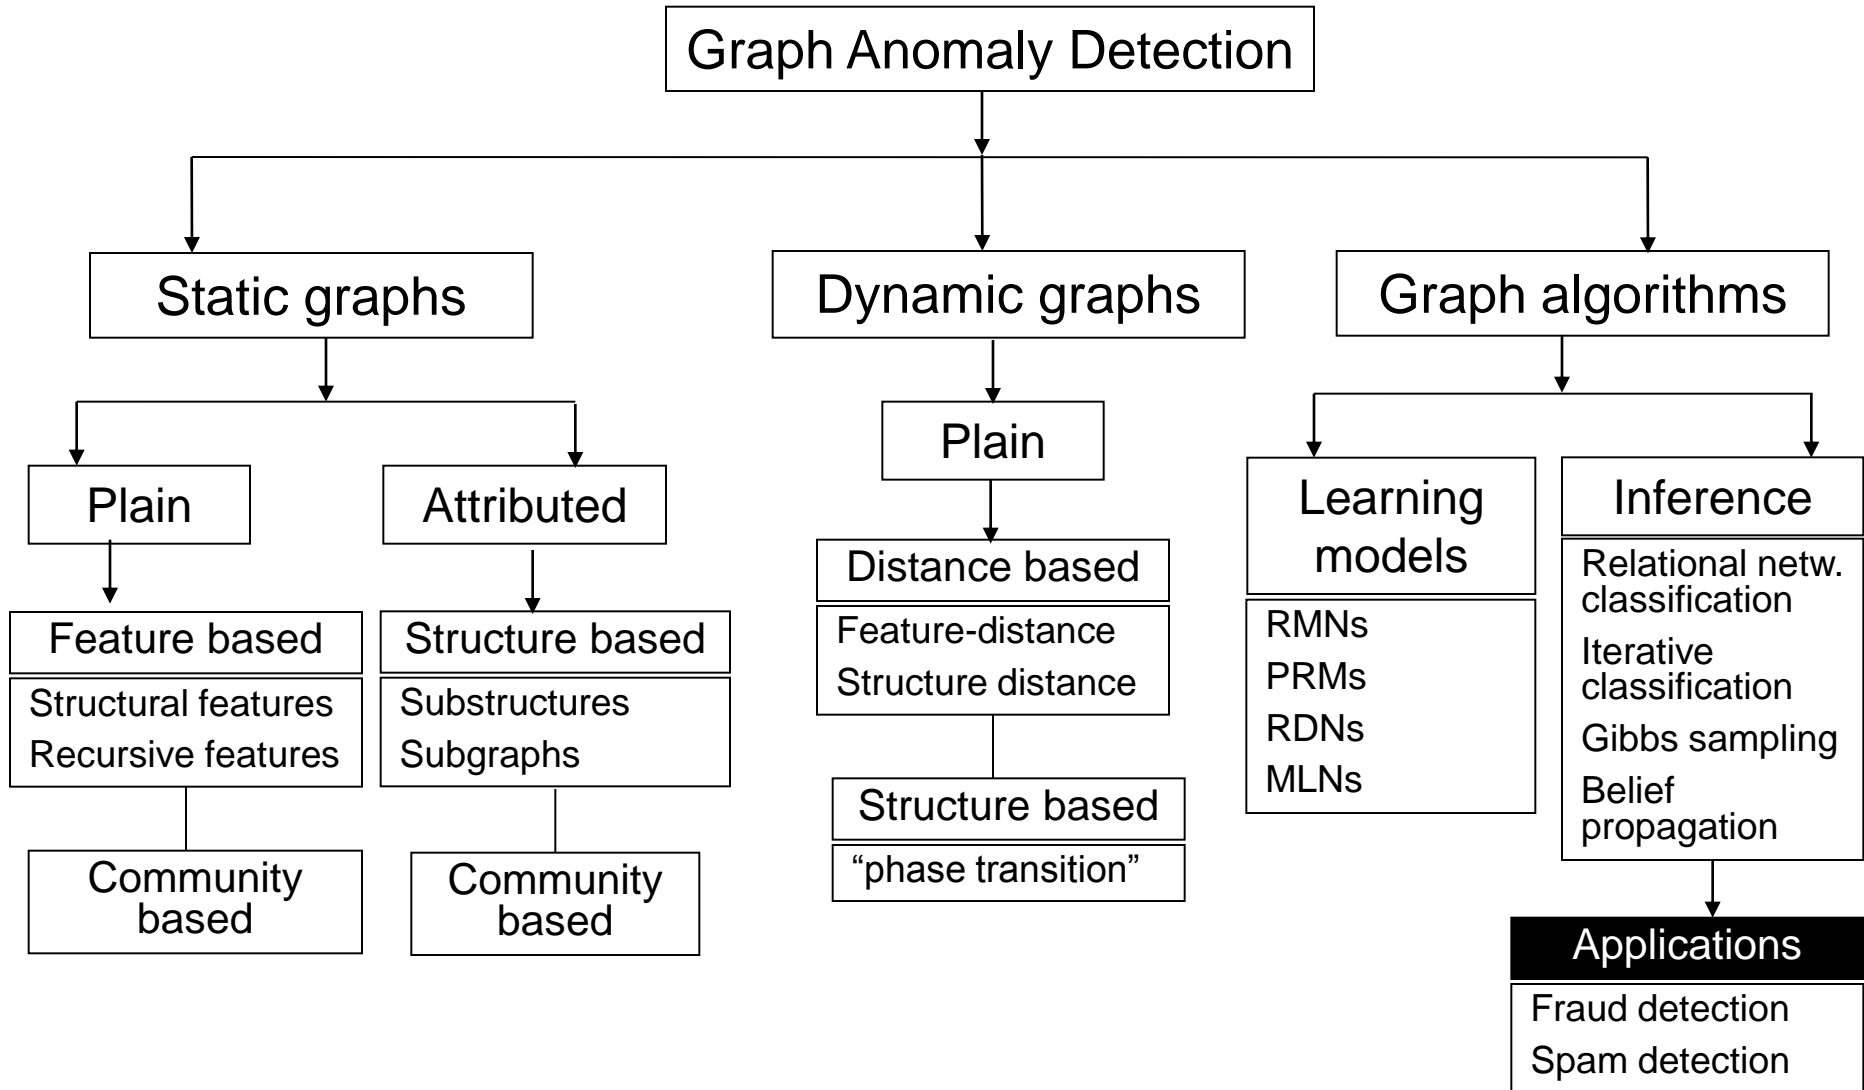 Graph Anomaly Detection
Static graphs
Dynamic graphs
Graph algorithms
Plain
Attributed
Plain
Learning
models
Inference
Feature based
Structural features
Recursive features
Community
based
Structure based
Substructures
Subgraphs
Community
based
Distance based
Feature-distance
Structure distance
Structure based
“phase transition”
RMNs
PRMs
RDNs
MLNs
Relational netw.
classification
Iterative
classification
Gibbs sampling
Belief
propagation
Applications
Fraud detection
Spam detection